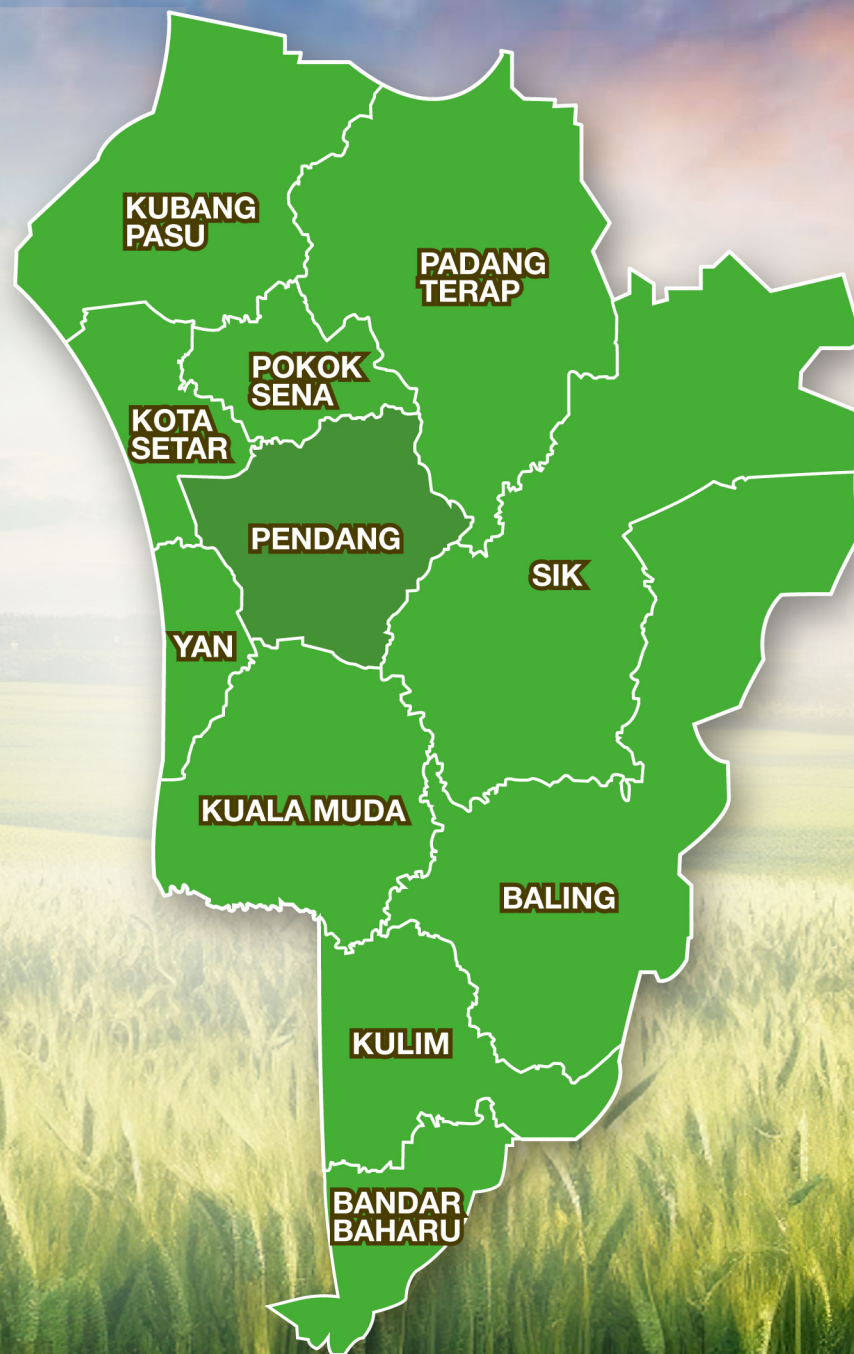 KUBANG
PASU
PADANG
TERAP
POKOK
SENA
KOTA
SETAR
PENDANG
SIK
YAN
KUALA MUDA
BALING
KULIM
BANDAR
BAHARU